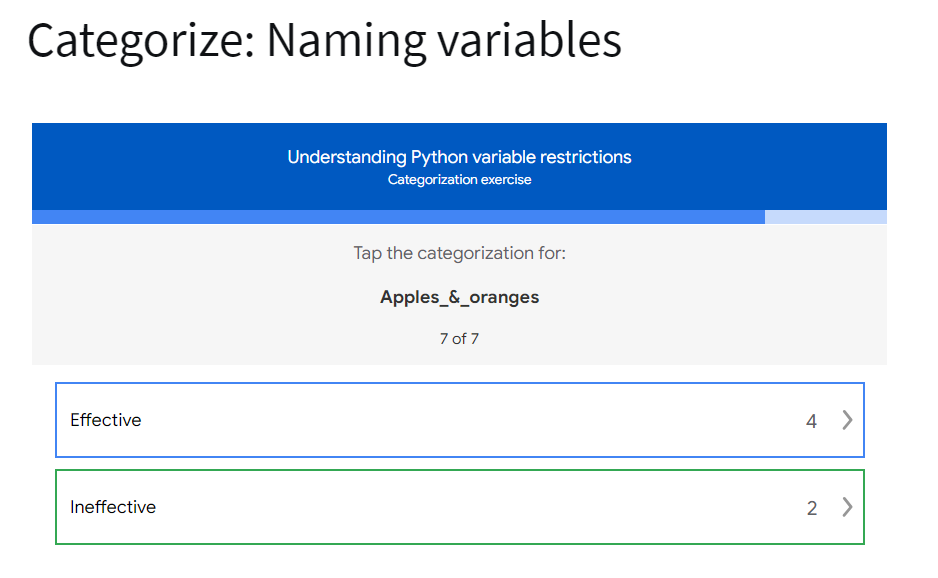 Categorize: Naming variables
Understanding Python variable restrictions
Categorization exercise
Tap the categorization for:
Apples_&_oranges
7 of 7
Effective 4
Ineffective 2